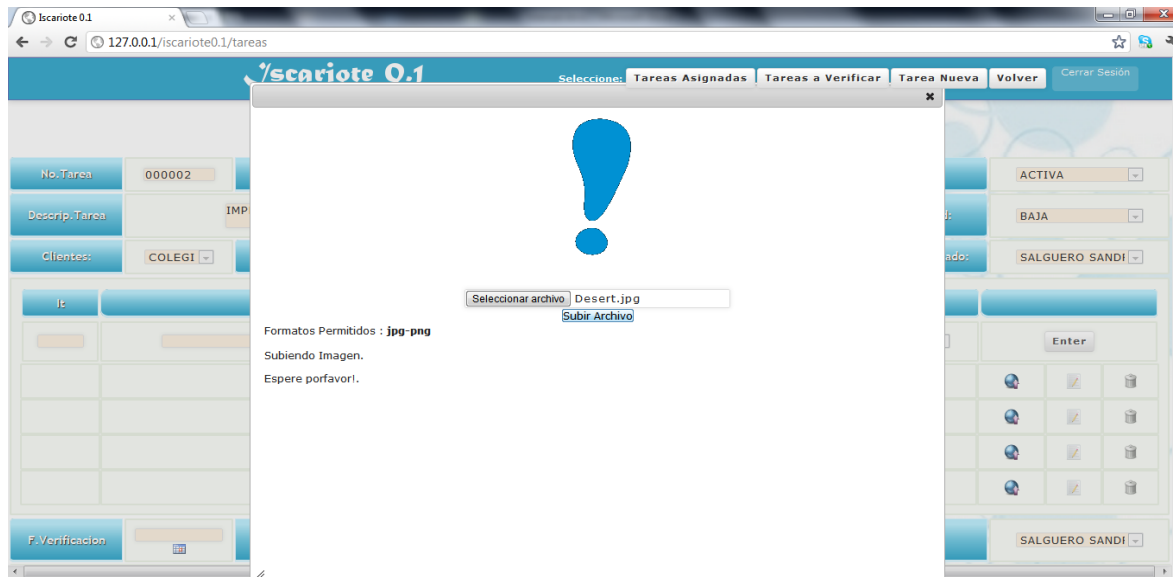 Iscariote 0.1
127.0.0.1/iscariote0.1/tareas
Iscariote 0.1
Seleccione: Tareas Asignadas Tareas a Verificar Tarea Nueva Volver Cerrar Sesión
No.Tarea 000002 ACTIVA
Descrip.Tarea IMP d: BAJA
Clientes: COLEGI ado: SALGUERO SANDI
Seleccionar archivo Desert.jpg
Subir Archivo
Formatos Permitidos : jpg-png
Subiendo Imagen.
Espere porfavor!.
Enter
F.Verificacion SALGUERO SANDI